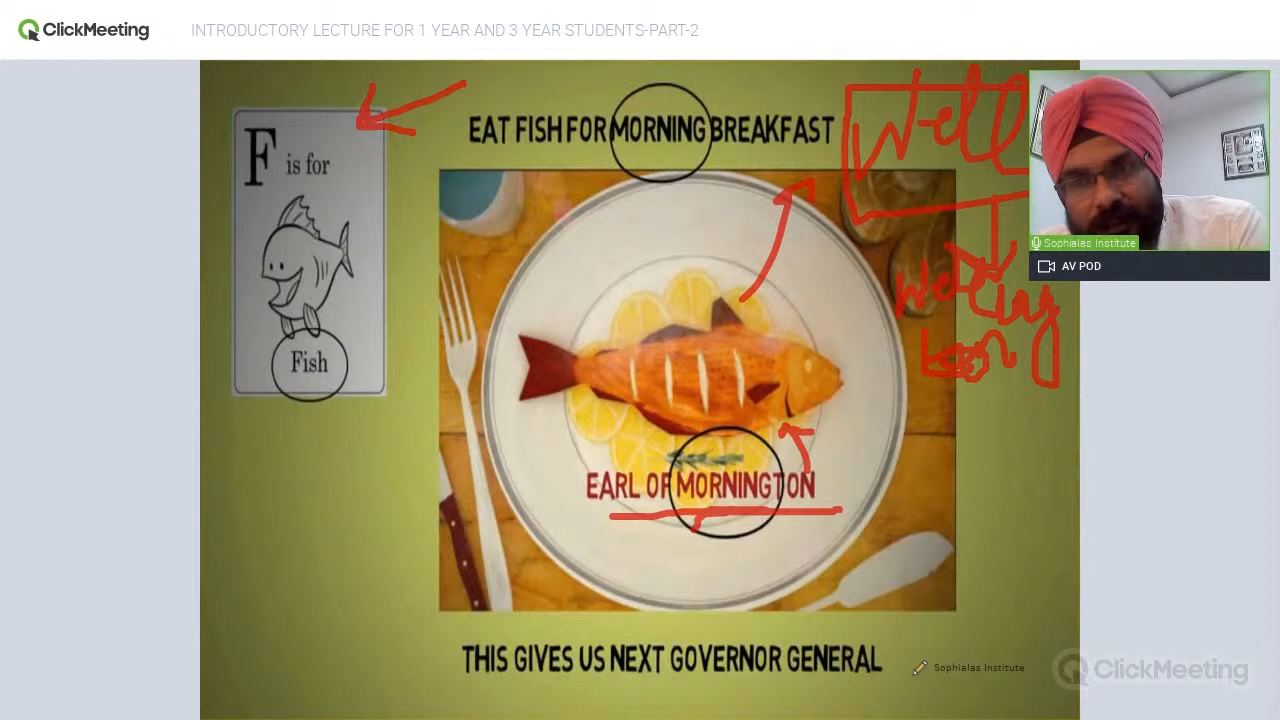 ClickMeeting
INTRODUCTORY LECTURE FOR 1 YEAR AND 3 YEAR STUDENTS-PART-2
F is for
Fish
EAT FISH FOR MORNING BREAKFAST
Well
EARL OF MORNINGTON
THIS GIVES US NEXT GOVERNOR GENERAL
Sophialas Institute
AV POD
Sophialas Institute
ClickMeeting